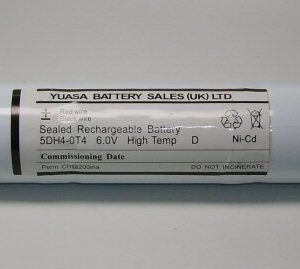 YUASA BATTERY SALES (UK) LTD
+ Red wire
- Black wire
Sealed Rechargeable Battery
5DH4-0T4 6.0V High Temp D Ni-Cd
Commissioning Date
Perm CH@200ma DO NOT INCINERATE